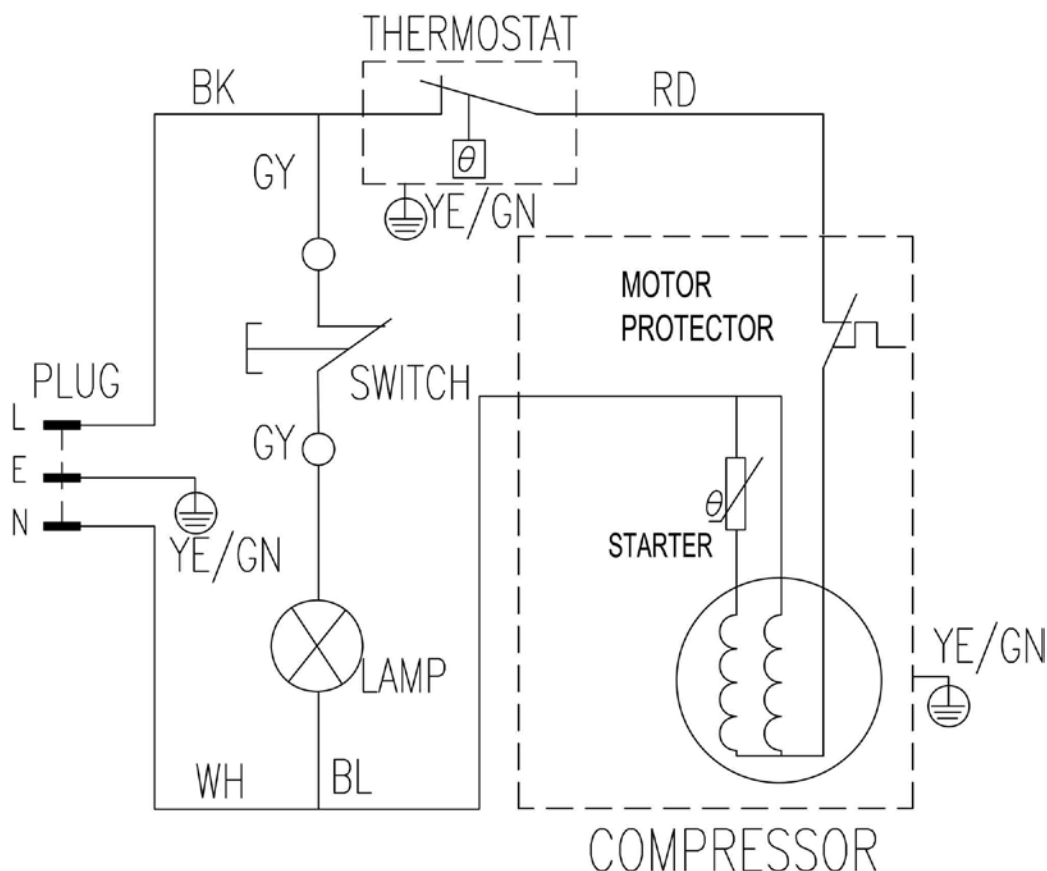 THERMOSTAT
BK
RD
GY
θ
YE/GN
MOTOR
PROTECTOR
PLUG
SWITCH
L
GY
E
θ
N
STARTER
YE/GN
YE/GN
LAMP
WH
BL
COMPRESSOR